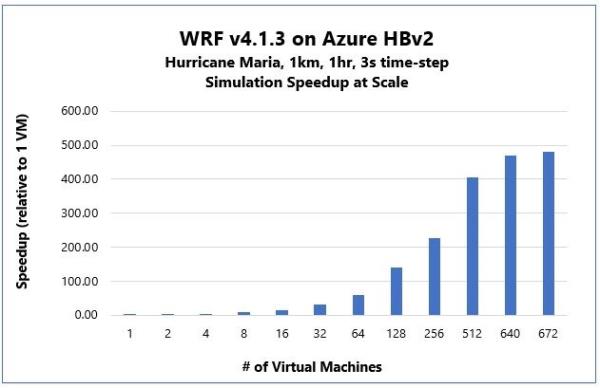 WRF v4.1.3 on Azure HBv2
Hurricane Maria, 1km, 1hr, 3s time-step
Simulation Speedup at Scale
Speedup (relative to 1 VM)
600.00
500.00
400.00
300.00
200.00
100.00
0.00
1 2 4 8 16 32 64 128 256 512 640 672
# of Virtual Machines